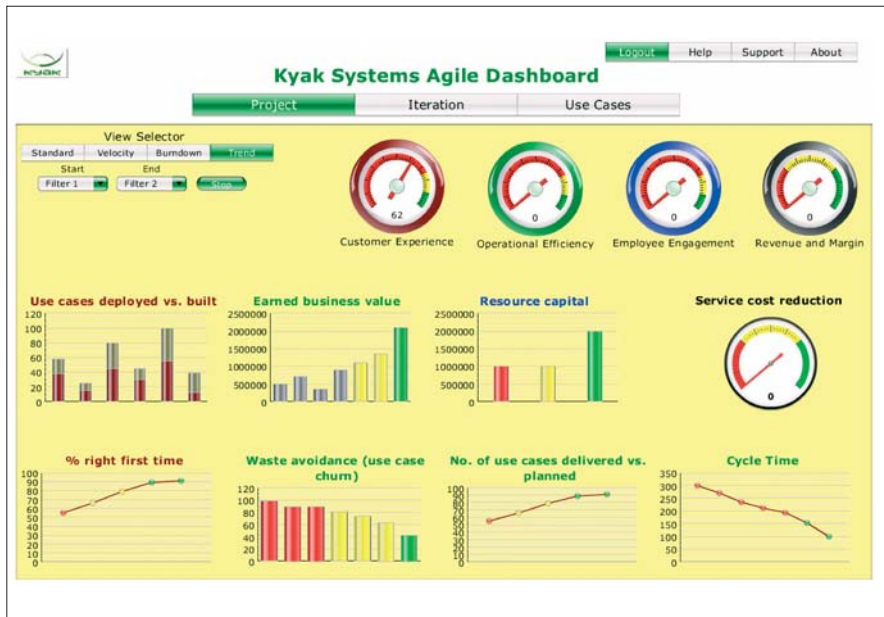 KYAK
Logout Help Support About
Kyak Systems Agile Dashboard
Project Iteration Use Cases
View Selector
Standard Velocity Burndown Trend
Start End
Filter 1 Filter 2 Stop
62 0 0 0
Customer Experience Operational Efficiency Employee Engagement Revenue and Margin
Use cases deployed vs. built
120
100
80
60
40
20
0
Earned business value
2500000
2000000
1500000
1000000
500000
0
Resource capital
2500000
2000000
1500000
1000000
500000
0
Service cost reduction
0
% right first time
100
90
80
70
60
50
40
30
20
10
0
Waste avoidance (use case
churn)
120
100
80
60
40
20
0
No. of use cases delivered vs.
planned
100
90
80
70
60
50
40
30
20
10
0
Cycle Time
350
300
250
200
150
100
50
0